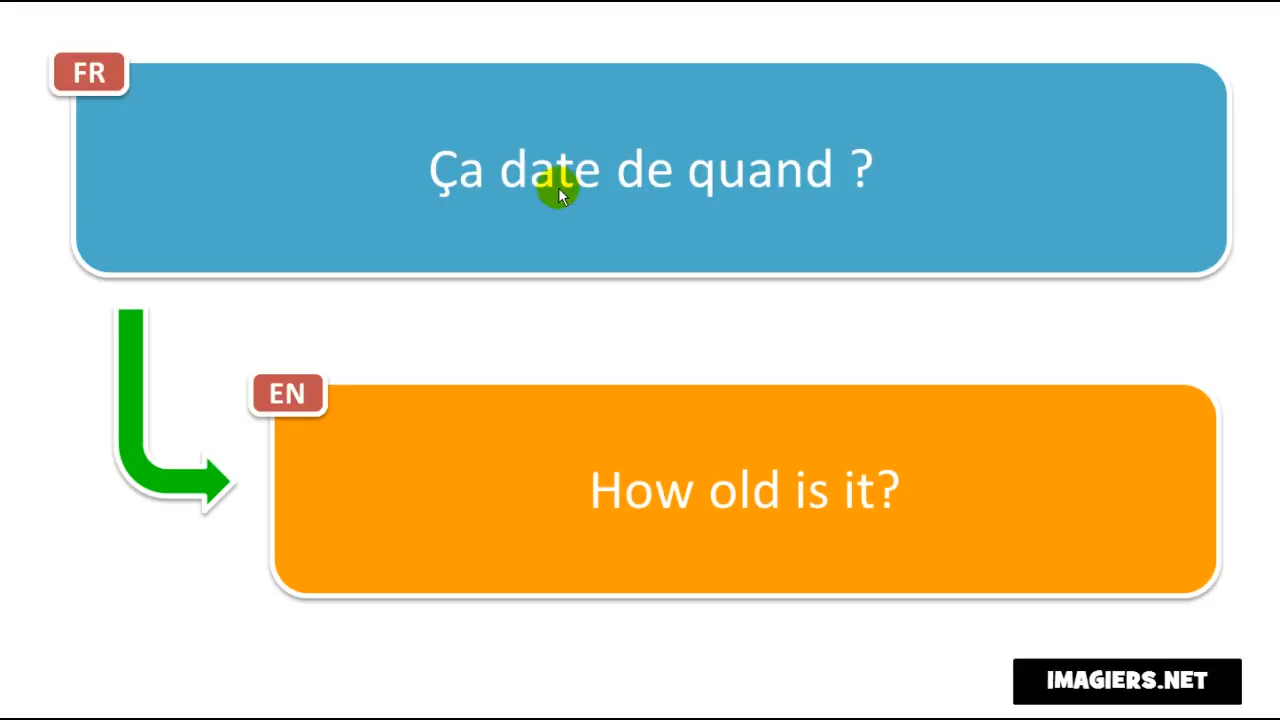 FR
Ça date de quand ?
EN
How old is it?
IMAGIERS.NET